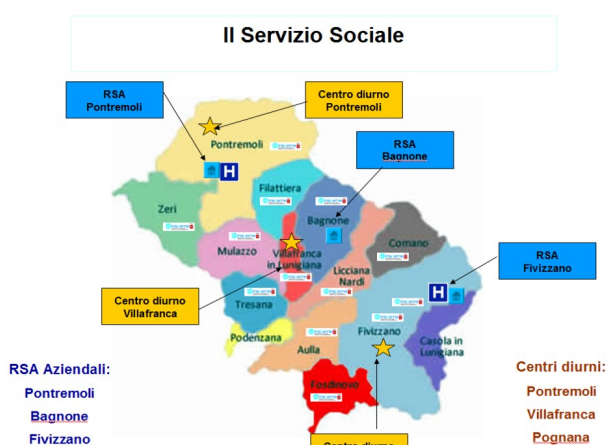 Il Servizio Sociale
RSA
Pontremoli
Centro diurno
Pontremoli
RSA
Bagnone
Pontremoli
Filattiera
Zeri
Bagnone
Mulazzo
Villafranca
in Lunigiana
Comano
Licciana
Nardi
RSA
Fivizzano
H
H
Centro diurno
Villafranca
Tresana
Podenzana
Aulla
Fivizzano
Casola in
Lunigiana
Fosdinovo
RSA Aziendali:
Pontremoli
Bagnone
Fivizzano
Centri diurni:
Pontremoli
Villafranca
Pognana
Centro diurno